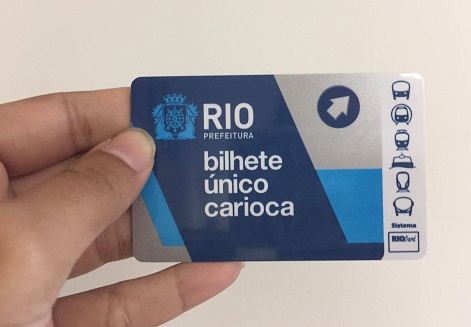 RIO
PREFEITURA
bilhete
único
carioca
Sistema
RIOcard